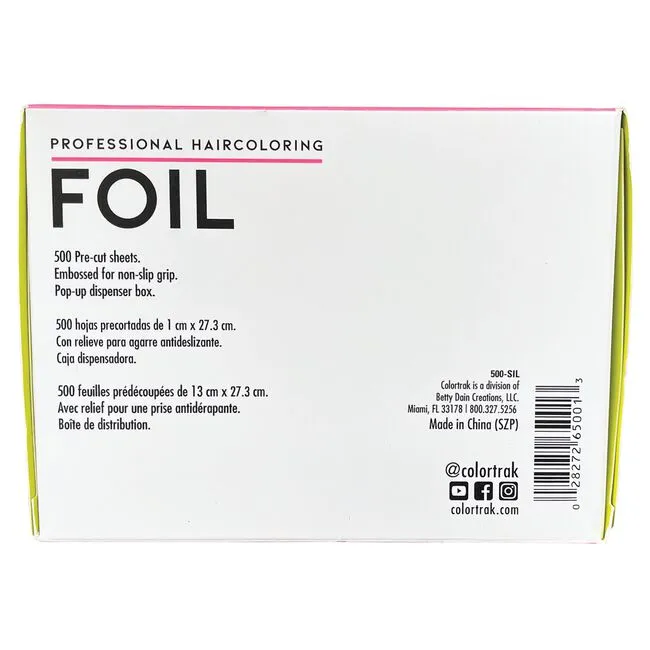 PROFESSIONAL HAIRCOLORING
FOIL
500 Pre-cut sheets.
Embossed for non-slip grip.
Pop-up dispenser box.
500 hojas precortadas de 1 cm x 27.3 cm.
Con relieve para agarre antideslizante.
Caja dispensadora.
500 feuilles prédécoupées de 13 cm x 27.3 cm.
Avec relief pour une prise antidérapante.
Boîte de distribution.
500-SIL
Colortrak is a division of
Betty Dain Creations, LLC.
Miami, FL 33178 | 800.327.5256
Made in China (SZP)
@colortrak
colortrak.com
0 28272 65001 3